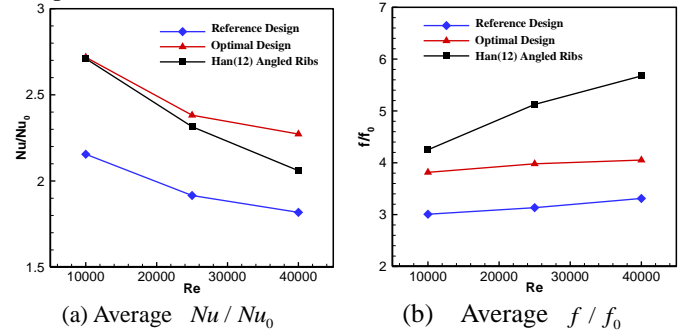 3
2.5
2
1.5
Nu/Nu0
Reference Design
Optimal Design
Han(12) Angled Ribs
10000 20000 30000 40000
Re
(a) Average Nu / Nu0
6
5
4
3
2
f/f0
Reference Design
Optimal Design
Han(12) Angled Ribs
10000 20000 30000 40000
Re
(b) Average f / f0